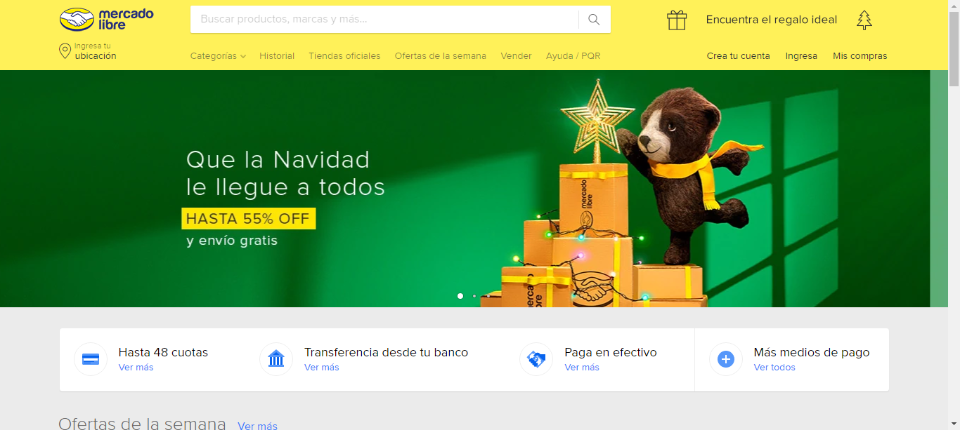 mercado
libre
Buscar productos, marcas y más...
Encuentra el regalo ideal
Ingresa tu
ubicación
Categorías
Historial
Tiendas oficiales
Ofertas de la semana
Vender
Ayuda / PQR
Crea tu cuenta
Ingresa
Mis compras
Que la Navidad
le llegue a todos
HASTA 55% OFF
y envío gratis
mercado
libre
mercado
libre
Hasta 48 cuotas
Ver más
Transferencia desde tu banco
Ver más
Paga en efectivo
Ver más
Más medios de pago
Ver todos
Ofertas de la semana Ver más